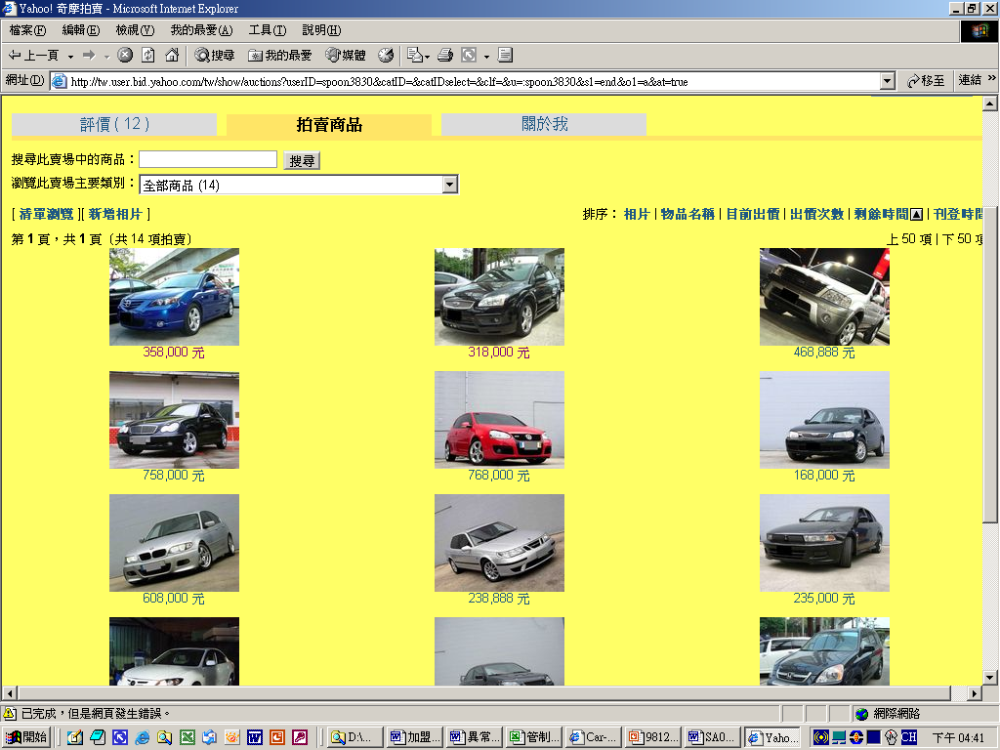 Yahoo! 奇摩拍賣 - Microsoft Internet Explorer
檔案(F) 編輯(E) 檢視(V) 我的最愛(A) 工具(T) 說明(H)
上一頁 搜尋 我的最愛 媒體
網址(D) http://tw.user.bid.yahoo.com/tw/show/auctions?userID=spoon3830&catID=&catIDselect=&clf=&u=:spoon3830&s1=end&o1=a&at=true 移至 連結 »
評價 ( 12 ) 拍賣商品 關於我
搜尋此賣場中的商品： 搜尋
瀏覽此賣場主要類別： 全部商品 (14)
[ 清單瀏覽 ][ 新增相片 ] 排序： 相片 | 物品名稱 | 目前出價 | 出價次數 | 剩餘時間 | 刊登時間
第 1 頁，共 1 頁（共 14 項拍賣） 上 50 項 | 下 50 項
358,000 元 318,000 元 468,888 元
758,000 元 768,000 元 168,000 元
608,000 元 238,888 元 235,000 元
已完成，但是網頁發生錯誤。 網際網路
開始 D:\... 加盟... 異常... 管制... Car-... 9812... SA0... Yaho... CH 下午 04:41